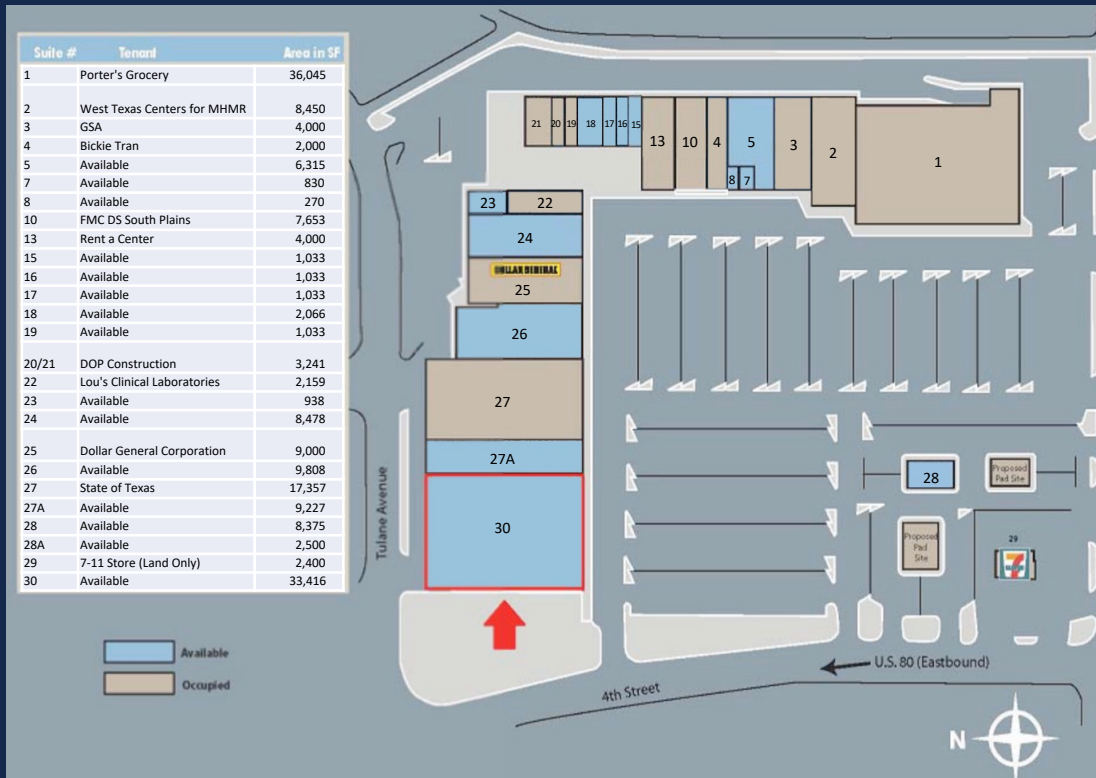 Suite # Tenant Area in SF
1 Porter's Grocery 36,045
2 West Texas Centers for MHMR 8,450
3 GSA 4,000
4 Bickie Tran 2,000
5 Available 6,315
7 Available 830
8 Available 270
10 FMC DS South Plains 7,653
13 Rent a Center 4,000
15 Available 1,033
16 Available 1,033
17 Available 1,033
18 Available 2,066
19 Available 1,033
20/21 DOP Construction 3,241
22 Lou's Clinical Laboratories 2,159
23 Available 938
24 Available 8,478
25 Dollar General Corporation 9,000
26 Available 9,808
27 State of Texas 17,357
27A Available 9,227
28 Available 8,375
28A Available 2,500
29 7-11 Store (Land Only) 2,400
30 Available 33,416
Available
Occupied
21 20 19 18 17 16 15
13 10 4 5 3 2 1
8 7
23 22
24
DOLLAR GENERAL
25
26
27
27A
30
Tulane Avenue
28
Proposed
Pad Site
Proposed
Pad
Site
29
7
ELEVEN
U.S. 80 (Eastbound)
4th Street
N